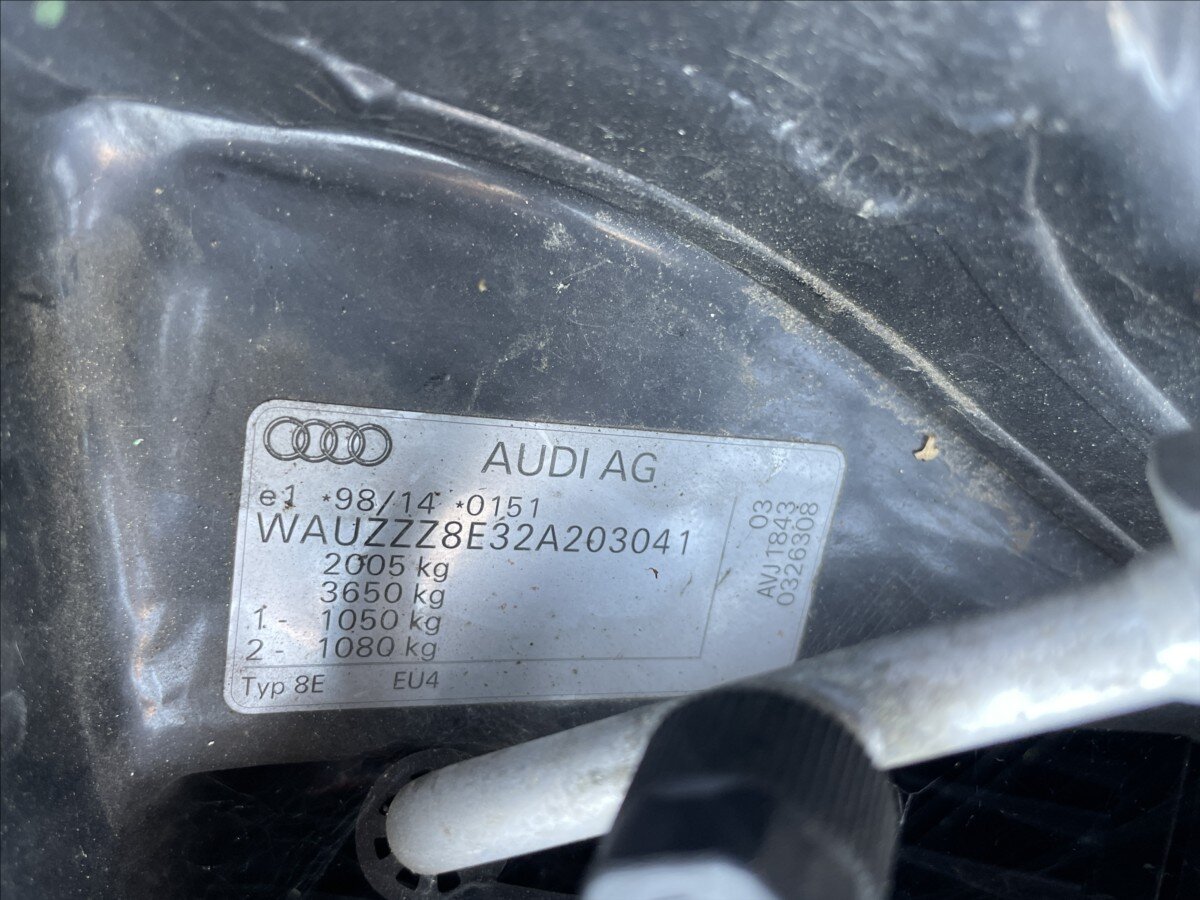 AUDI AG
e1 *98/14 *0151
WAUZZZ8E32A203041
2005 kg
3650 kg
1 - 1050 kg
2 - 1080 kg
Typ 8E EU4
03
AVJ 1843
0326308